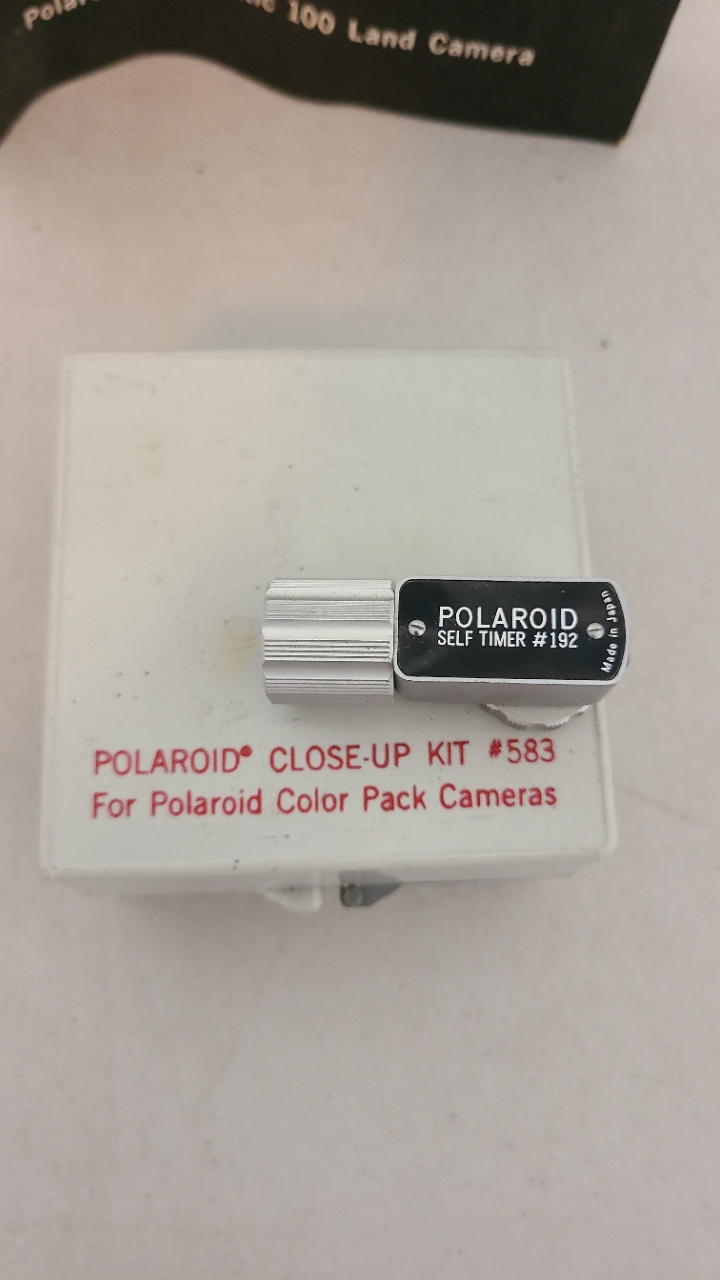 100 Land Camera
POLAROID
SELF TIMER #192
Made in Japan
POLAROID® CLOSE-UP KIT #583
For Polaroid Color Pack Cameras